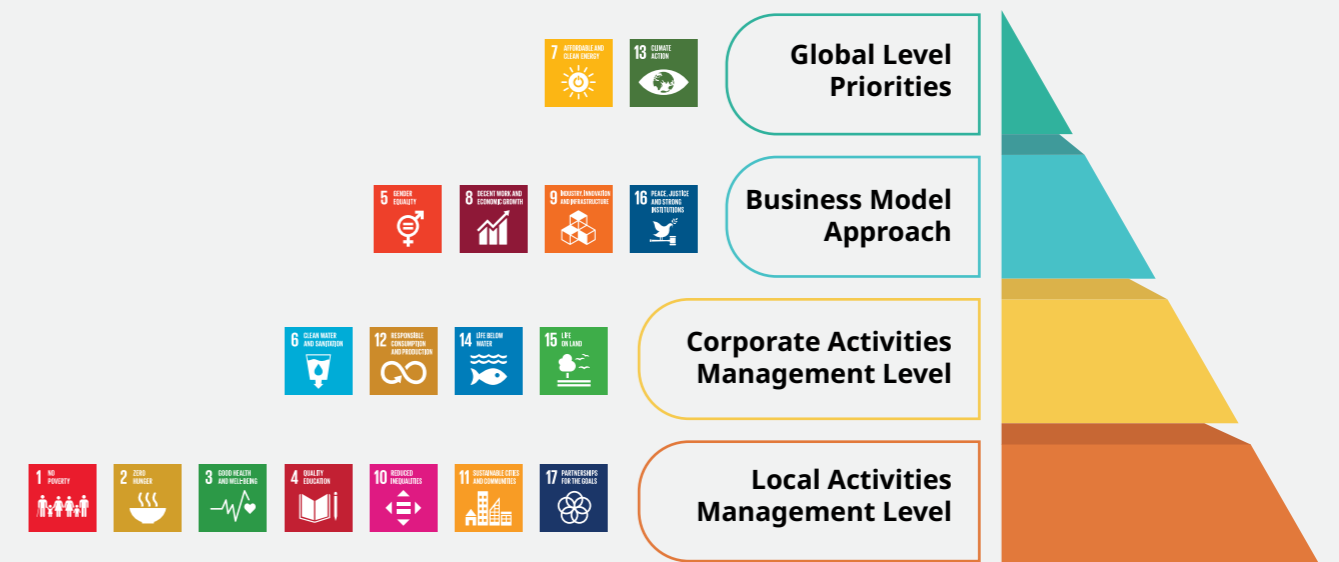 7 AFFORDABLE AND
CLEAN ENERGY
13 CLIMATE
ACTION
Global Level
Priorities
5 GENDER
EQUALITY
8 DECENT WORK AND
ECONOMIC GROWTH
9 INDUSTRY, INNOVATION
AND INFRASTRUCTURE
16 PEACE, JUSTICE
AND STRONG
INSTITUTIONS
Business Model
Approach
6 CLEAN WATER
AND SANITATION
12 RESPONSIBLE
CONSUMPTION
AND PRODUCTION
14 LIFE BELOW
WATER
15 LIFE
ON LAND
Corporate Activities
Management Level
1 NO
POVERTY
2 ZERO
HUNGER
3 GOOD HEALTH
AND WELL-BEING
4 QUALITY
EDUCATION
10 REDUCED
INEQUALITIES
11 SUSTAINABLE CITIES
AND COMMUNITIES
17 PARTNERSHIPS
FOR THE GOALS
Local Activities
Management Level